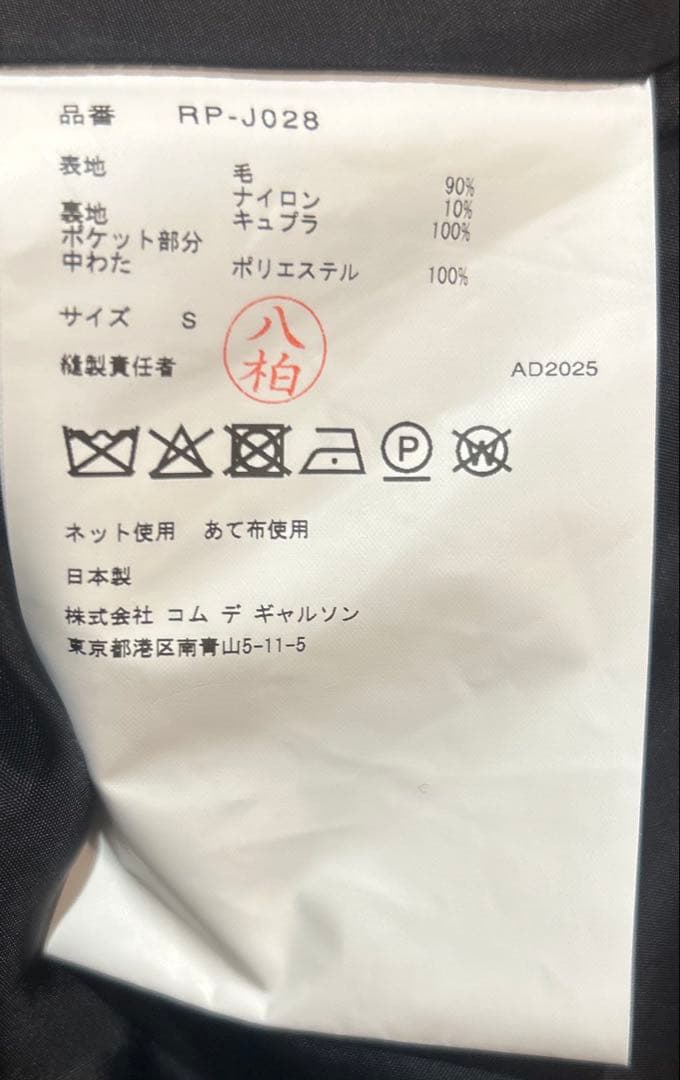 品番 RP-J028
表地 毛 90%
ナイロン 10%
裏地 キュプラ 100%
ポケット部分
中わた ポリエステル 100%
サイズ S
八柏
縫製責任者 AD2025
P W
ネット使用 あて布使用
日本製
株式会社 コム デ ギャルソン
東京都港区南青山5-11-5